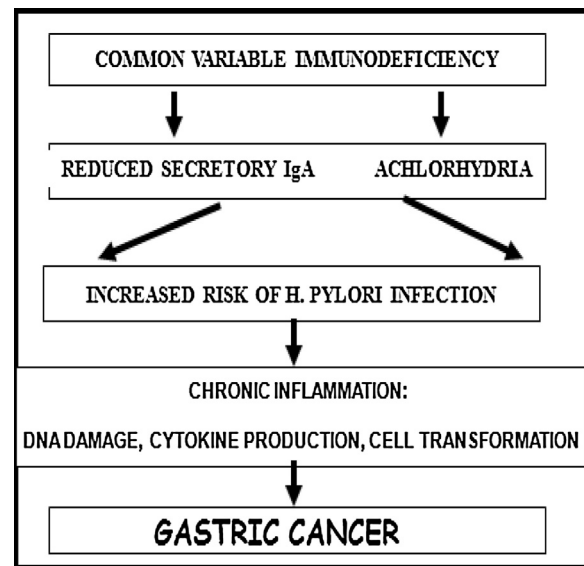 COMMON VARIABLE IMMUNODEFICIENCY
REDUCED SECRETORY IgA ACHLORHYDRIA
INCREASED RISK OF H. PYLORI INFECTION
CHRONIC INFLAMMATION:
DNA DAMAGE, CYTOKINE PRODUCTION, CELL TRANSFORMATION
GASTRIC CANCER